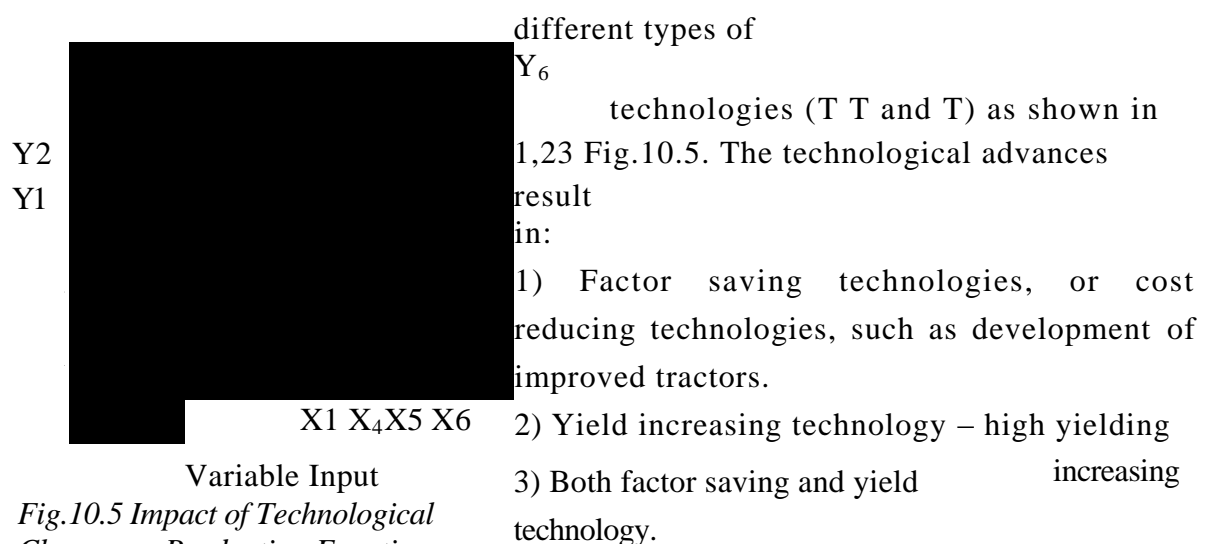 different types of
Y6
technologies (T T and T) as shown in
1,23 Fig.10.5. The technological advances
result
in:
1) Factor saving technologies, or cost
reducing technologies, such as development of
improved tractors.
2) Yield increasing technology – high yielding
3) Both factor saving and yield increasing
technology.
Y2
Y1
X1 X4X5 X6
Variable Input
Fig.10.5 Impact of Technological